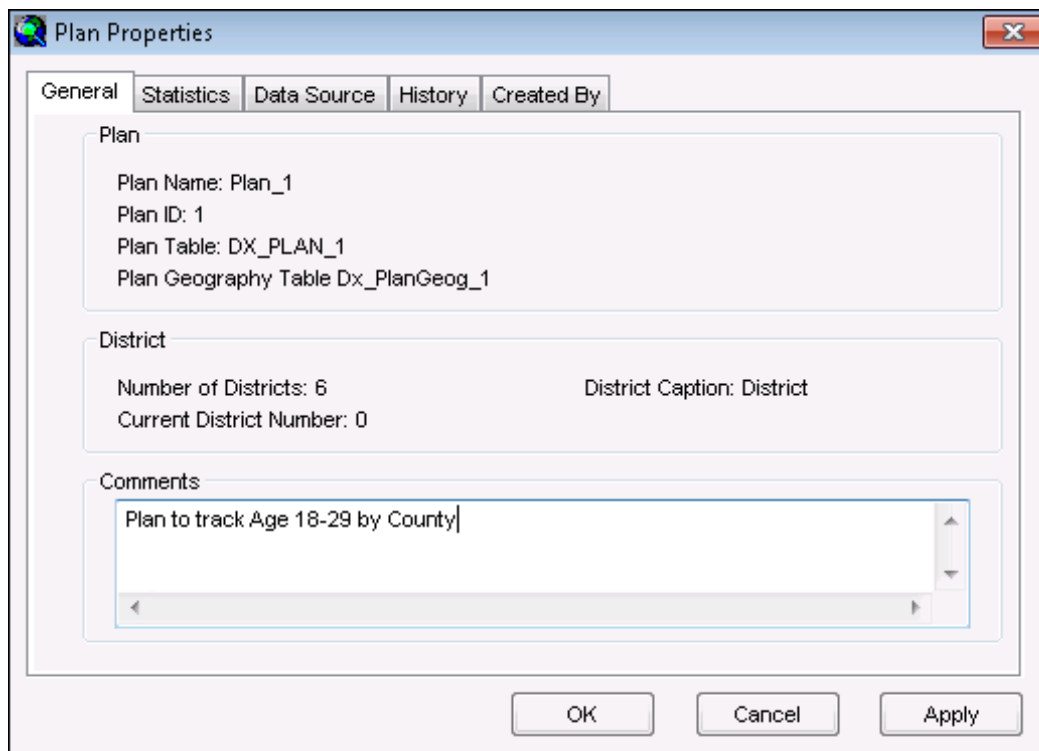 Plan Properties
General Statistics Data Source History Created By
Plan
Plan Name: Plan_1
Plan ID: 1
Plan Table: DX_PLAN_1
Plan Geography Table Dx_PlanGeog_1
District
Number of Districts: 6 District Caption: District
Current District Number: 0
Comments
Plan to track Age 18-29 by County
OK Cancel Apply